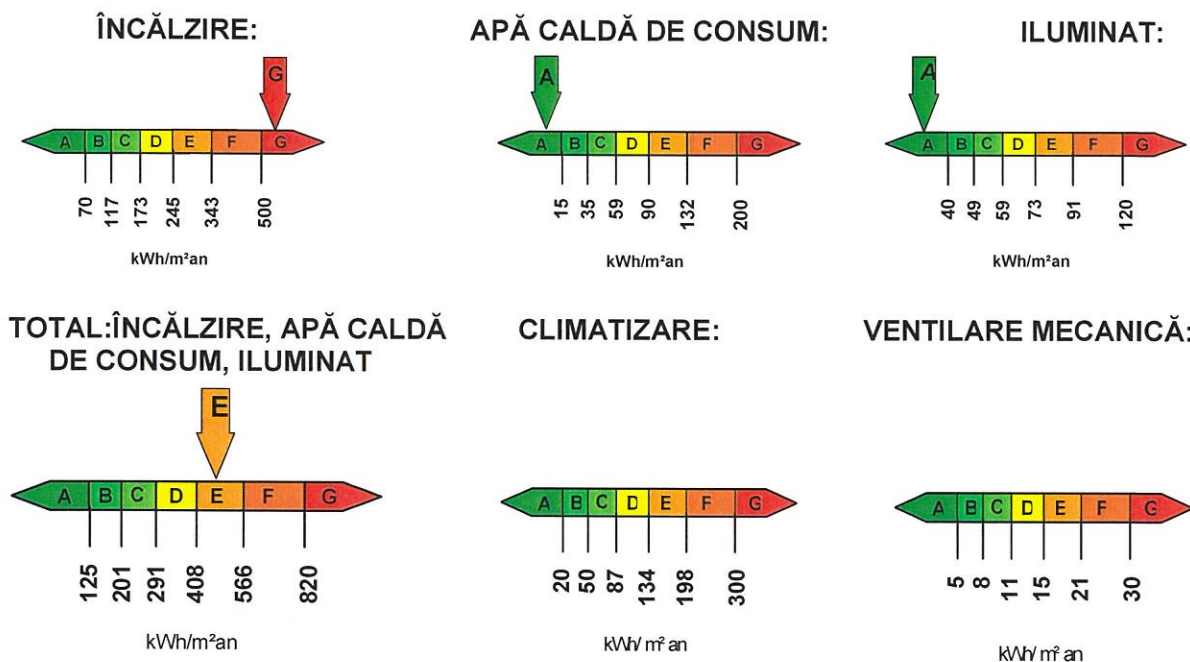 ÎNCĂLZIRE:
G
A B C D E F G
70 117 173 245 343 500
kWh/m²an
APĂ CALDĂ DE CONSUM:
A
A B C D E F G
15 35 59 90 132 200
kWh/m²an
ILUMINAT:
A
A B C D E F G
40 49 59 73 91 120
kWh/m²an
TOTAL:ÎNCĂLZIRE, APĂ CALDĂ
DE CONSUM, ILUMINAT
E
A B C D E F G
125 201 291 408 566 820
kWh/m²an
CLIMATIZARE:
A B C D E F G
20 50 87 134 198 300
kWh/ m² an
VENTILARE MECANICĂ:
A B C D E F G
5 8 11 15 21 30
kWh/ m² an